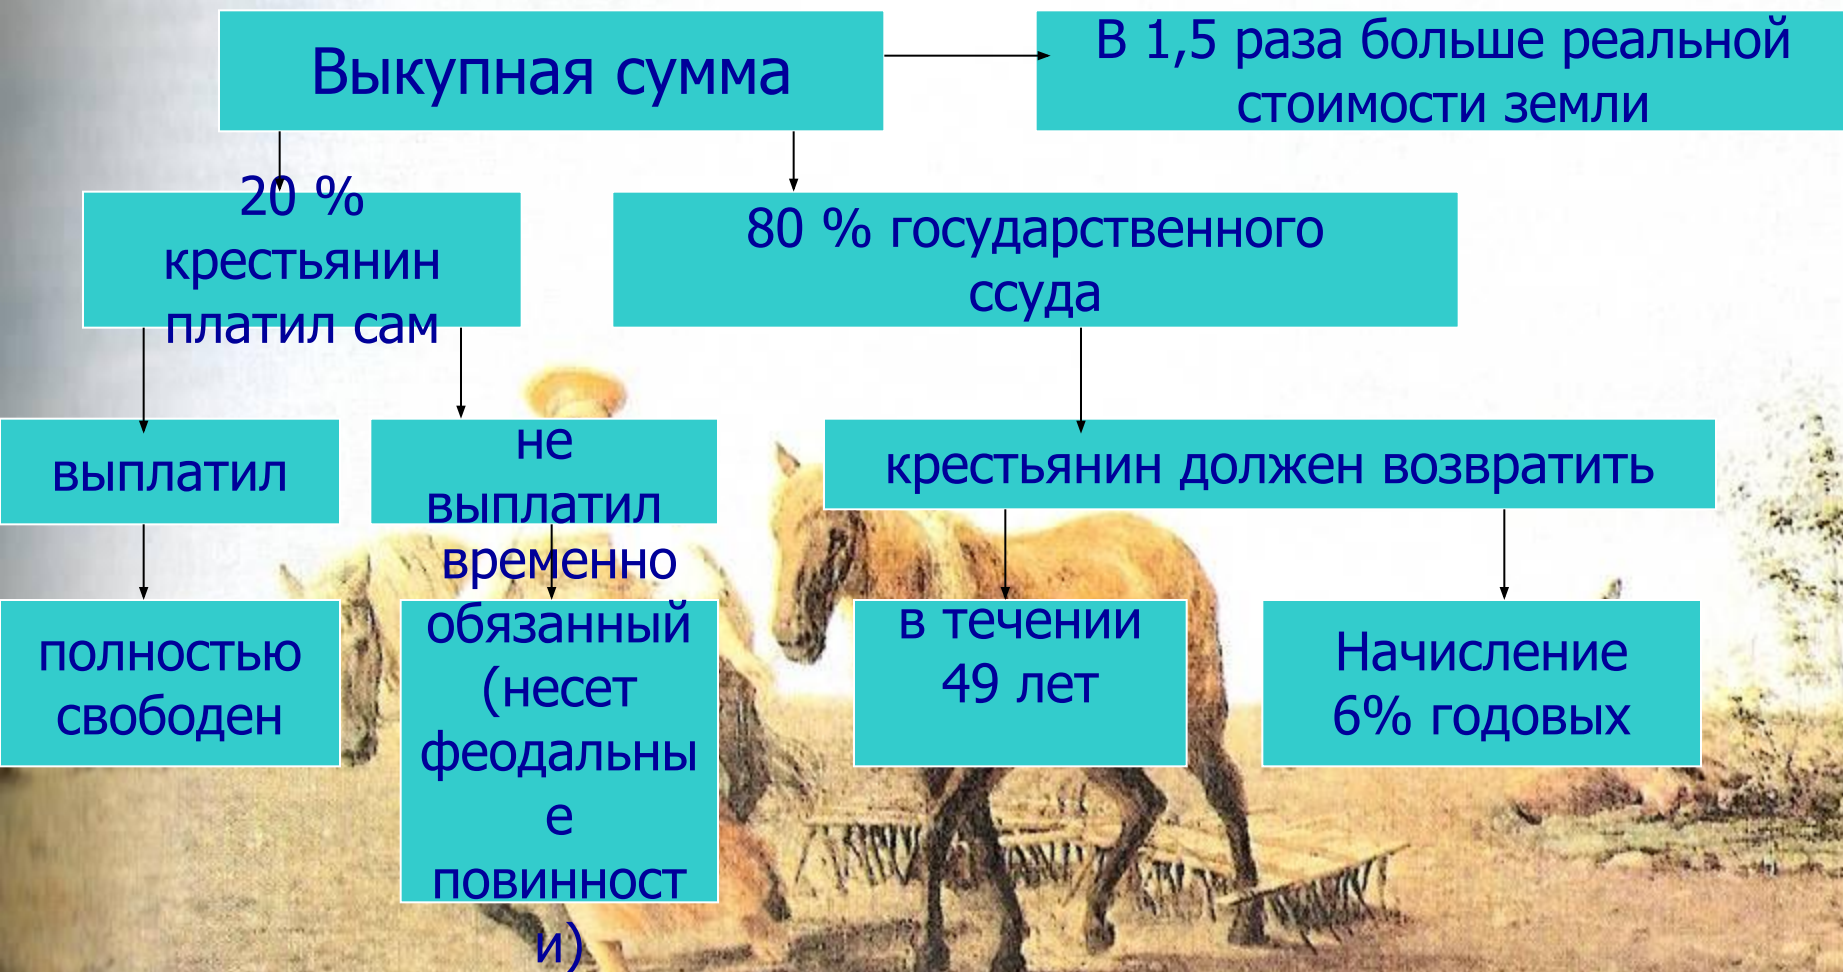 Выкупная сумма
В 1,5 раза больше реальной
стоимости земли
20 %
крестьянин
платил сам
80 % государственного
ссуда
выплатил
не
выплатил
крестьянин должен возвратить
полностью
свободен
временно
обязанный
(несет
феодальны
е
повинност
и)
в течении
49 лет
Начисление
6% годовых